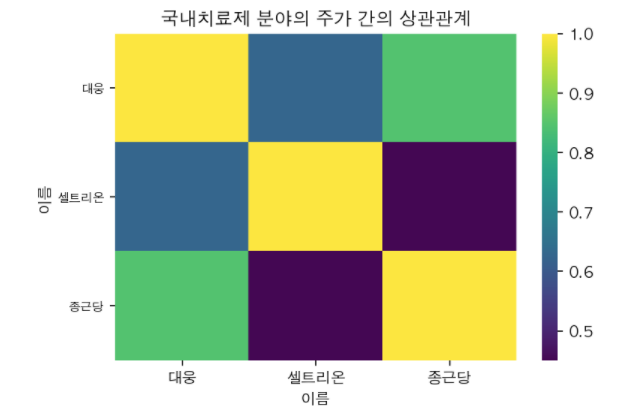 국내치료제 분야의 주가 간의 상관관계
대웅
셀트리온
종근당
이름
대웅
셀트리온
종근당
이름
1.0
0.9
0.8
0.7
0.6
0.5